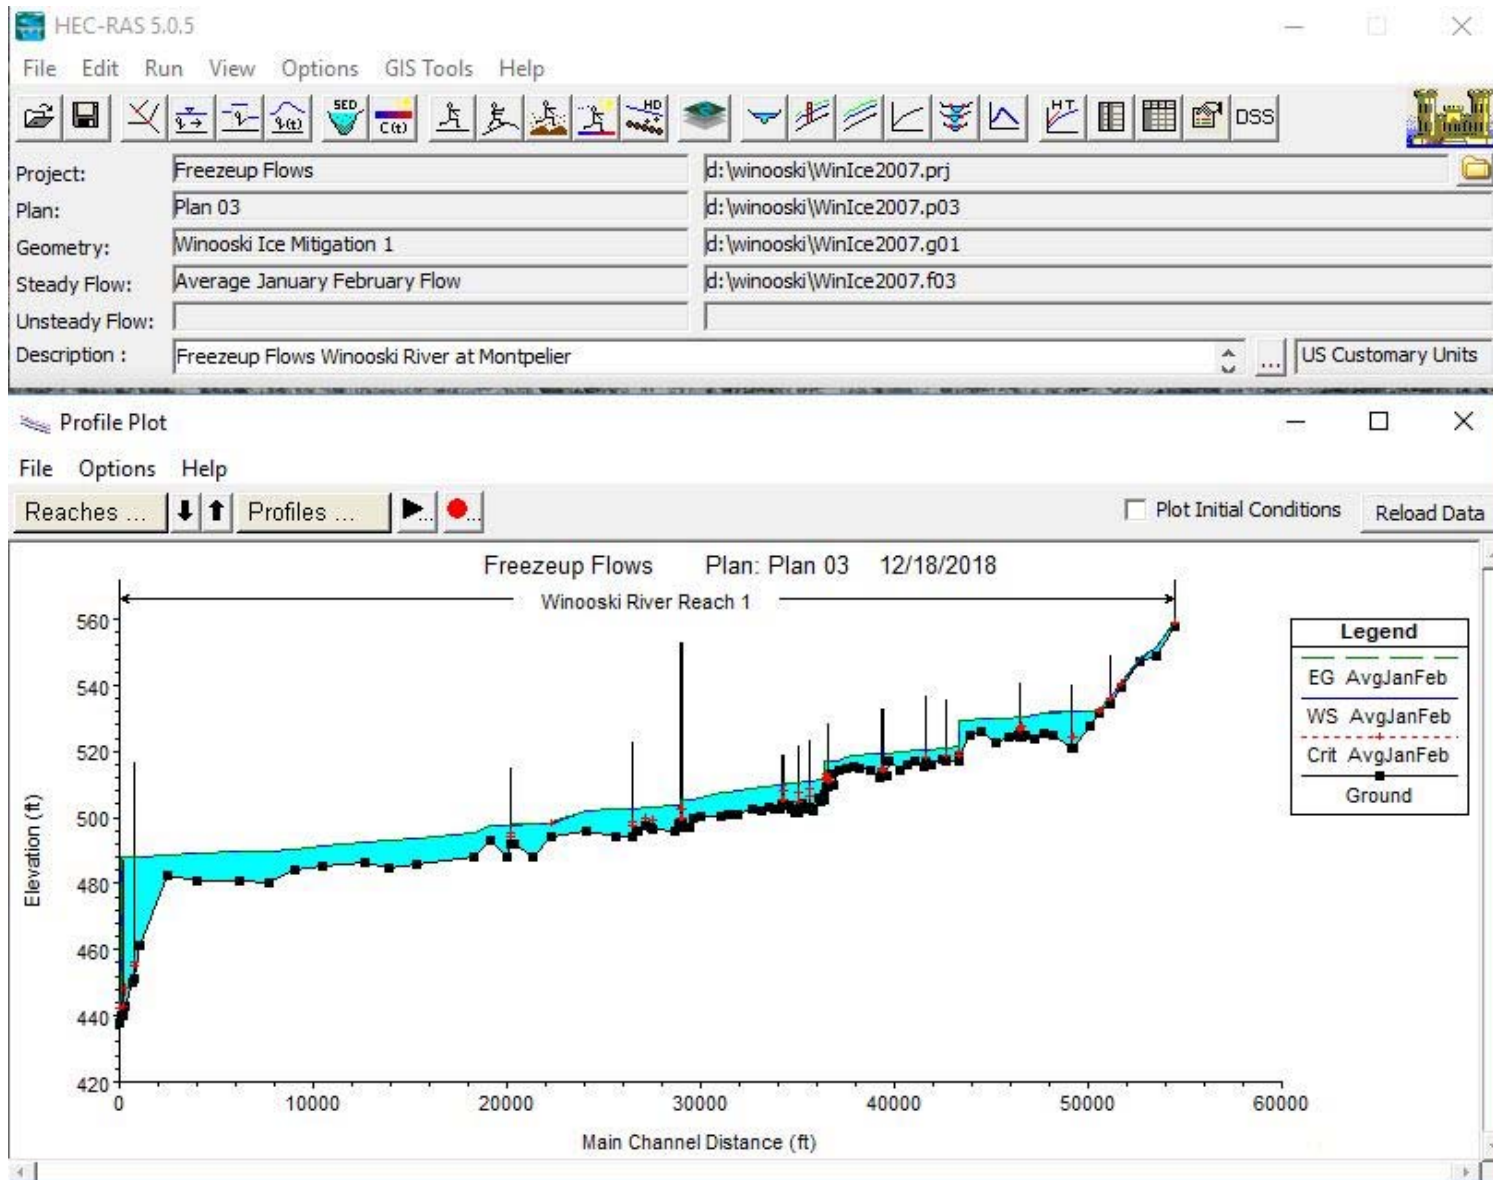 HEC-RAS 5.0.5
File Edit Run View Options GIS Tools Help
SED C(t) HD HT DSS
Project: Freezeup Flows d:\winooski\WinIce2007.prj
Plan: Plan 03 d:\winooski\WinIce2007.p03
Geometry: Winooski Ice Mitigation 1 d:\winooski\WinIce2007.g01
Steady Flow: Average January February Flow d:\winooski\WinIce2007.f03
Unsteady Flow:
Description : Freezeup Flows Winooski River at Montpelier ... US Customary Units
Profile Plot
File Options Help
Reaches ... Profiles ... ... ... Plot Initial Conditions Reload Data
Freezeup Flows Plan: Plan 03 12/18/2018
Winooski River Reach 1
Legend
EG AvgJanFeb
WS AvgJanFeb
Crit AvgJanFeb
Ground
560
540
520
500
480
460
440
420
Elevation (ft)
0 10000 20000 30000 40000 50000 60000
Main Channel Distance (ft)